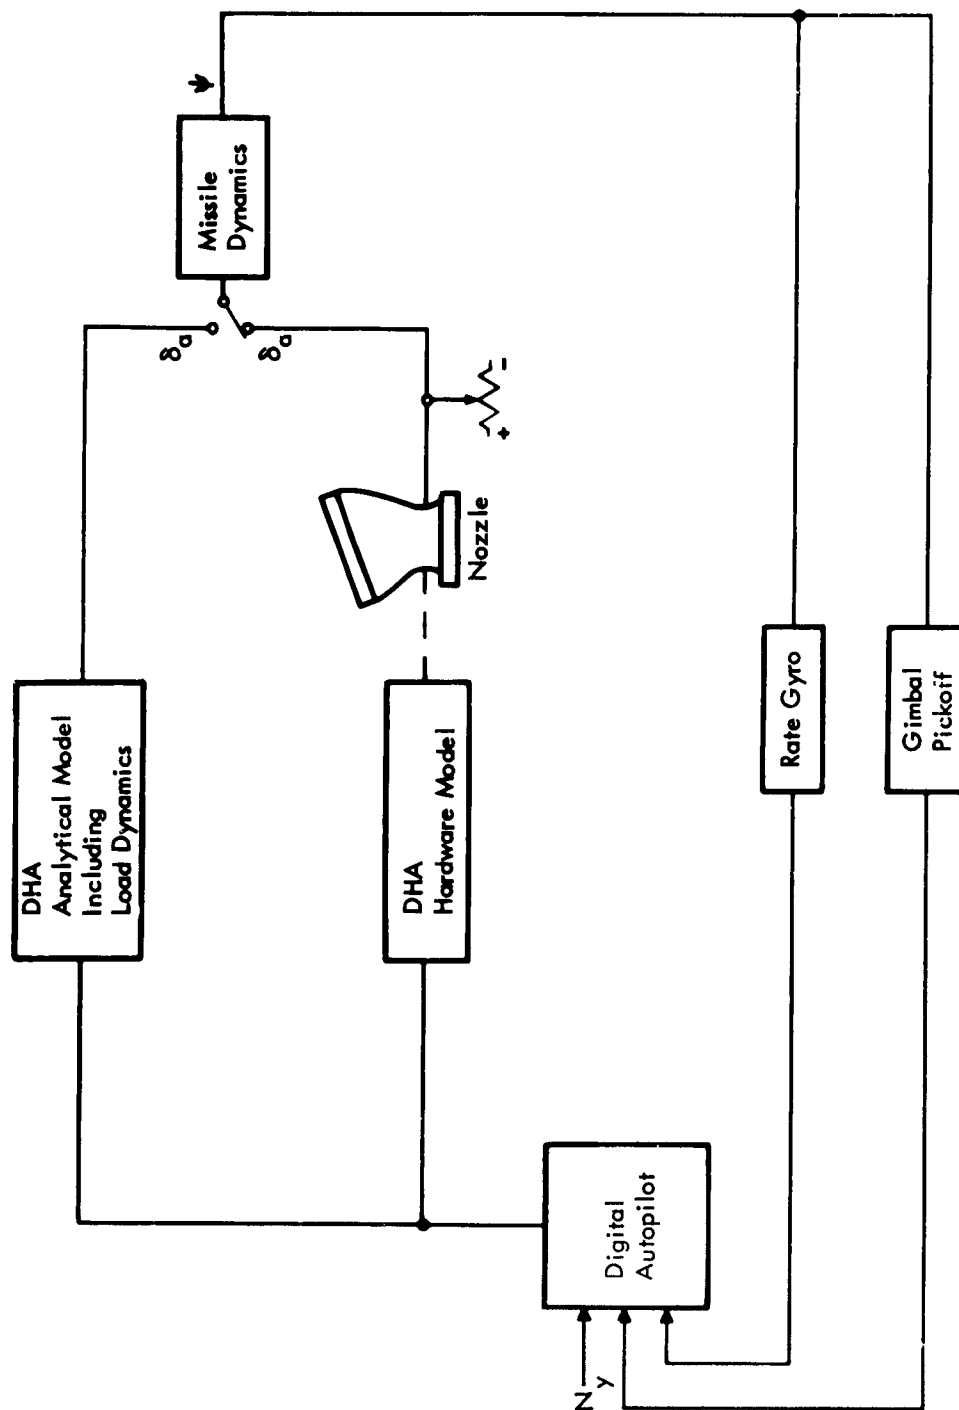 DHA
Analytical Model
Including
Load Dynamics
δa
δa
Missile
Dynamics
ψ
DHA
Hardware Model
Nozzle
+
-
Digital
Autopilot
Ny
Rate Gyro
Gimbal
Pickoff